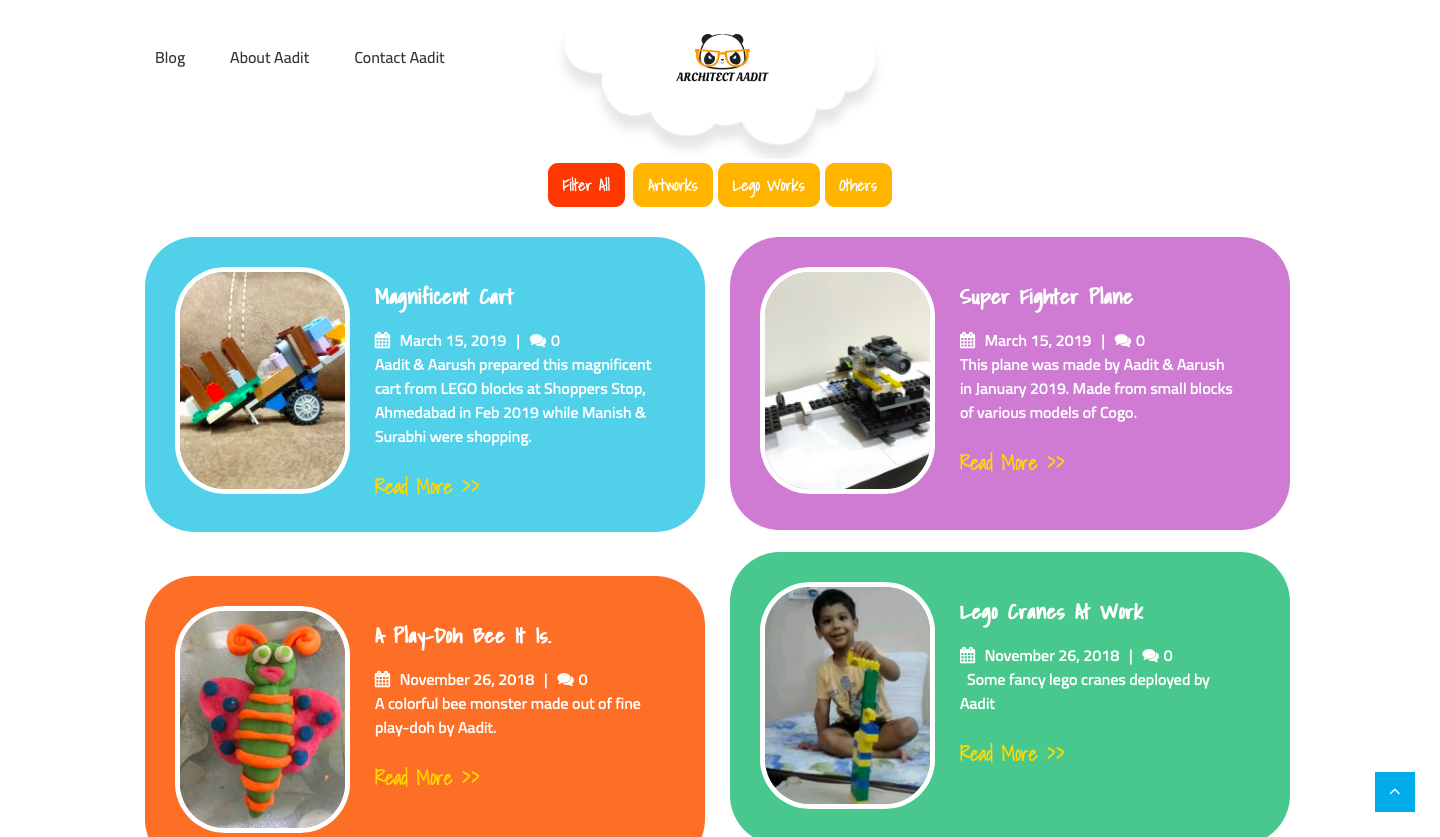 Blog About Aadit Contact Aadit
ARCHITECT AADIT
Filter All Artworks Lego Works Others
Magnificent Cart
March 15, 2019 | 0
Aadit & Aarush prepared this magnificent
cart from LEGO blocks at Shoppers Stop,
Ahmedabad in Feb 2019 while Manish &
Surabhi were shopping.
Read More >>
Super Fighter Plane
March 15, 2019 | 0
This plane was made by Aadit & Aarush
in January 2019. Made from small blocks
of various models of Cogo.
Read More >>
A Play-Doh Bee It Is.
November 26, 2018 | 0
A colorful bee monster made out of fine
play-doh by Aadit.
Read More >>
Lego Cranes At Work
November 26, 2018 | 0
Some fancy lego cranes deployed by
Aadit
Read More >>